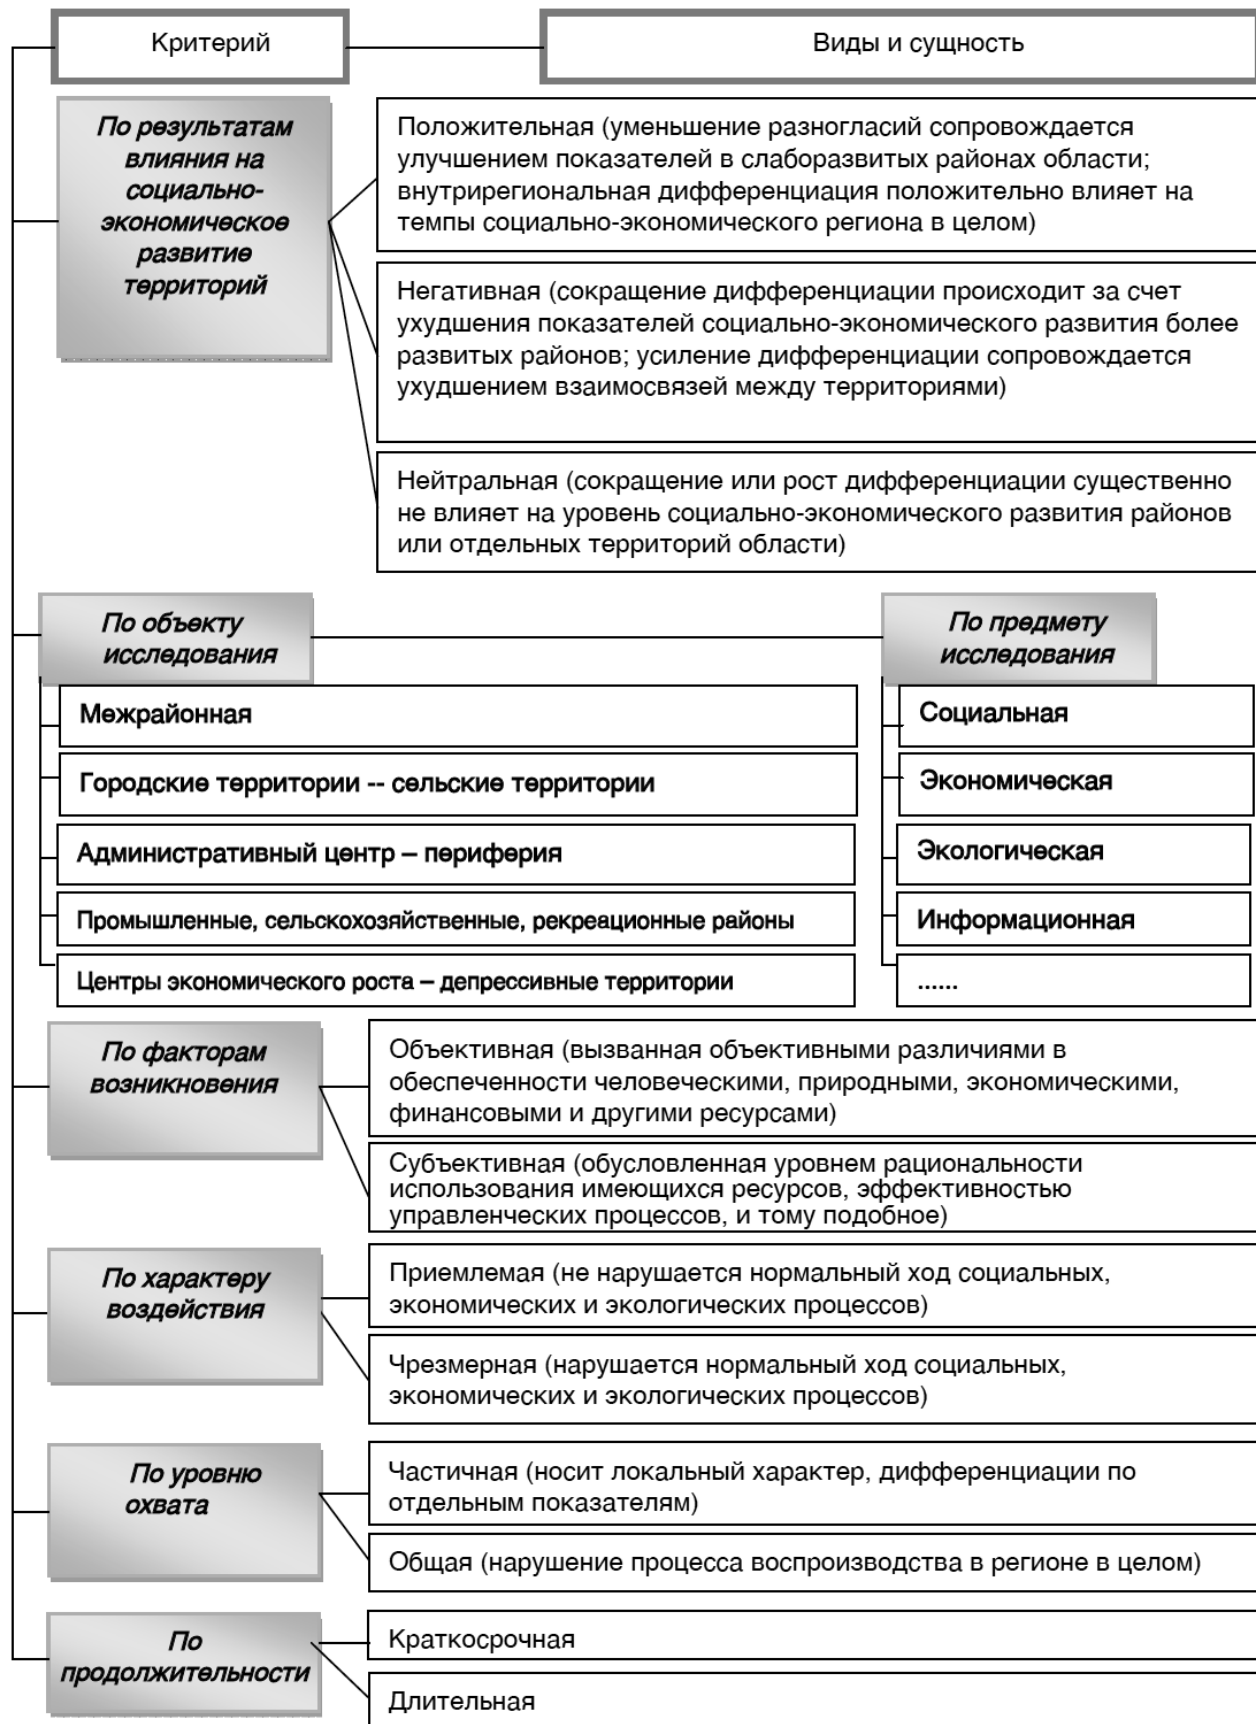 Критерий
Виды и сущность
По результатам
влияния на
социально-
экономическое
развитие
территорий
Положительная (уменьшение разногласий сопровождается
улучшением показателей в слаборазвитых районах области;
внутрирегиональная дифференциация положительно влияет на
темпы социально-экономического региона в целом)
Негативная (сокращение дифференциации происходит за счет
ухудшения показателей социально-экономического развития более
развитых районов; усиление дифференциации сопровождается
ухудшением взаимосвязей между территориями)
Нейтральная (сокращение или рост дифференциации существенно
не влияет на уровень социально-экономического развития районов
или отдельных территорий области)
По объекту
исследования
Межрайонная
Городские территории -- сельские территории
Административный центр – периферия
Промышленные, сельскохозяйственные, рекреационные районы
Центры экономического роста – депрессивные территории
По предмету
исследования
Социальная
Экономическая
Экологическая
Информационная
......
По факторам
возникновения
Объективная (вызванная объективными различиями в
обеспеченности человеческими, природными, экономическими,
финансовыми и другими ресурсами)
Субъективная (обусловленная уровнем рациональности
использования имеющихся ресурсов, эффективностью
управленческих процессов, и тому подобное)
По характеру
воздействия
Приемлемая (не нарушается нормальный ход социальных,
экономических и экологических процессов)
Чрезмерная (нарушается нормальный ход социальных,
экономических и экологических процессов)
По уровню
охвата
Частичная (носит локальный характер, дифференциации по
отдельным показателям)
Общая (нарушение процесса воспроизводства в регионе в целом)
По
продолжительности
Краткосрочная
Длительная